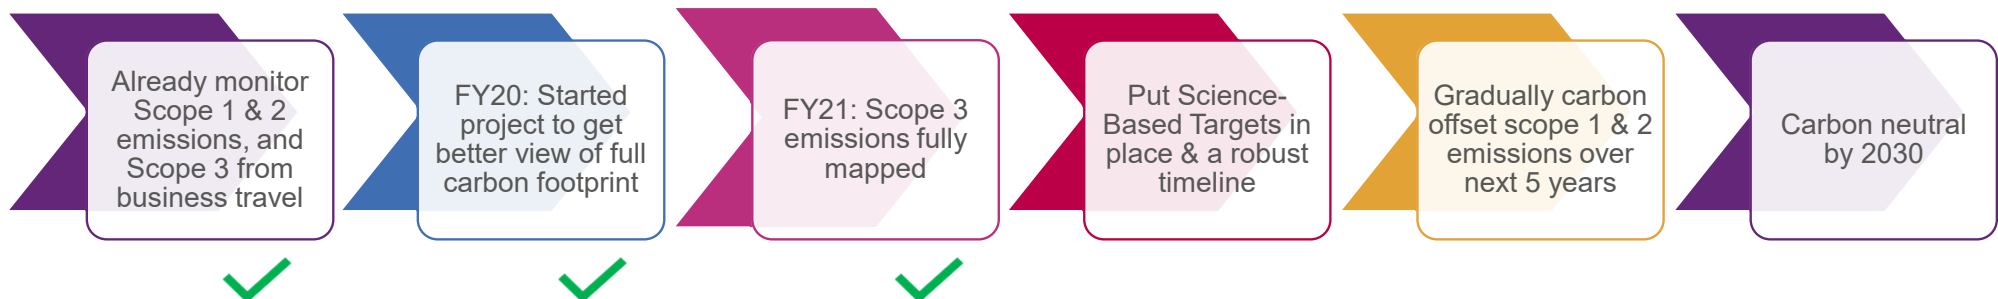 Already monitor
Scope 1 & 2
emissions, and
Scope 3 from
business travel
FY20: Started
project to get
better view of full
carbon footprint
FY21: Scope 3
emissions fully
mapped
Put Science-
Based Targets in
place & a robust
timeline
Gradually carbon
offset scope 1 & 2
emissions over
next 5 years
Carbon neutral
by 2030